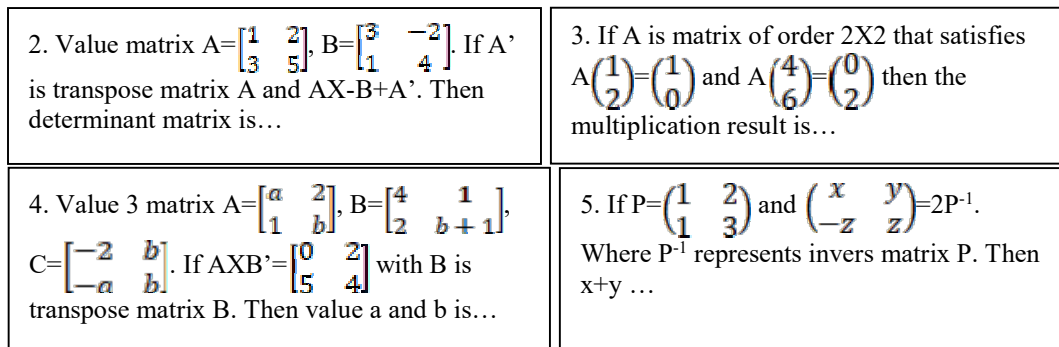 2. Value matrix A=[1 2 3 5], B=[3 −2 1 4]. If A’
is transpose matrix A and AX-B+A’. Then
determinant matrix is…
3. If A is matrix of order 2X2 that satisfies
A(1 2)=(1 0) and A(4 6)=(0 2) then the
multiplication result is…
4. Value 3 matrix A=[a 2 1 b], B=[4 1 2 b + 1],
C=[−2 b −a b]. If AXB’=[0 2 5 4] with B is
transpose matrix B. Then value a and b is…
5. If P=(1 2 1 3) and (x y −z z)=2P-1.
Where P-1 represents invers matrix P. Then
x+y …